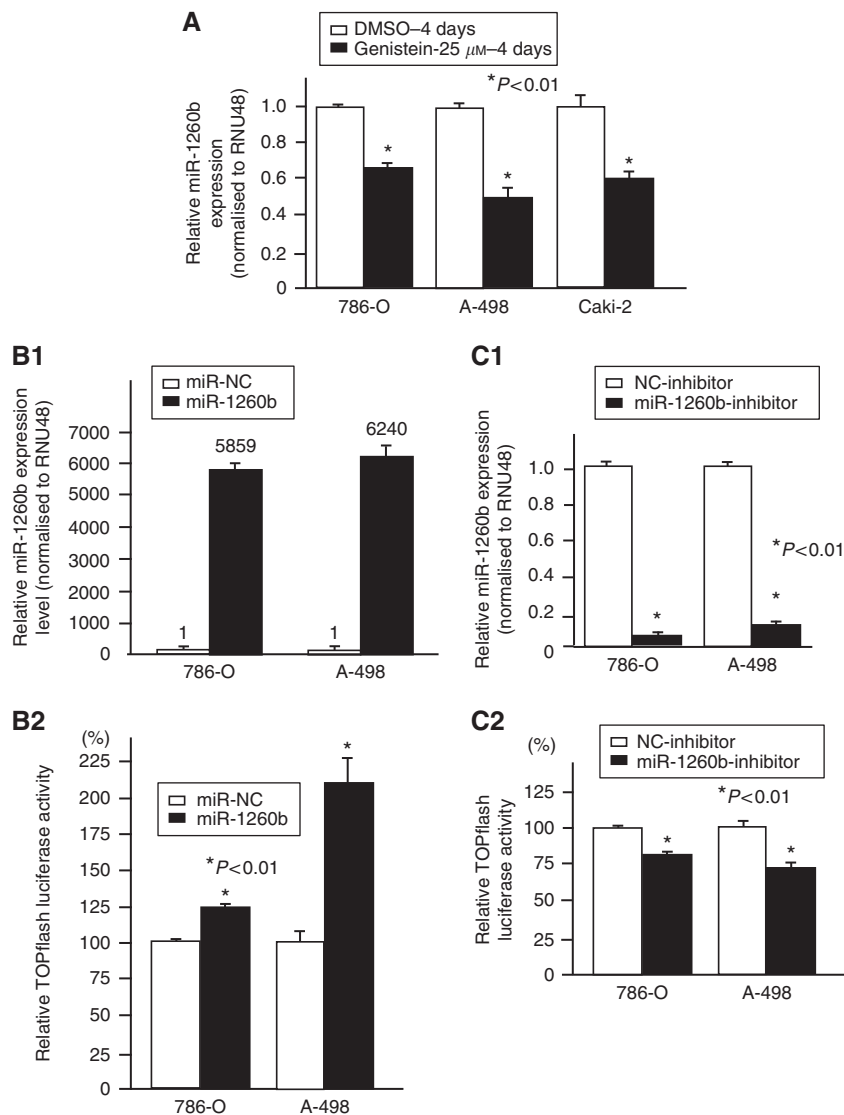 A
DMSO–4 days
Genistein-25 μM–4 days
*P<0.01
Relative miR-1260b
expression
(normalised to RNU48)
1.0
0.8
0.6
0.4
0.2
0
*
*
*
786-O
A-498
Caki-2
B1
miR-NC
miR-1260b
Relative miR-1260b expression
level (normalised to RNU48)
7000
6000
5000
4000
3000
2000
1000
0
1
5859
1
6240
786-O
A-498
C1
NC-inhibitor
miR-1260b-inhibitor
Relative miR-1260b expression
(normalised to RNU48)
1.0
0.8
0.6
0.4
0.2
0
*P<0.01
*
*
786-O
A-498
B2
(%)
Relative TOPflash luciferase activity
225
200
175
150
125
100
75
50
25
0
miR-NC
miR-1260b
*P<0.01
*
*
786-O
A-498
C2
(%)
NC-inhibitor
miR-1260b-inhibitor
Relative TOPflash
luciferase activity
125
100
75
50
25
0
*P<0.01
*
*
786-O
A-498